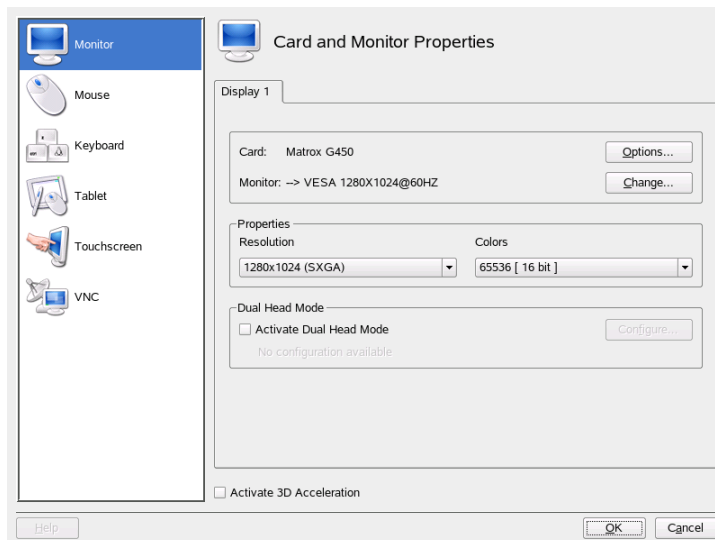 Monitor
Mouse
Keyboard
Tablet
Touchscreen
VNC
Card and Monitor Properties
Display 1
Card: Matrox G450
Options...
Monitor: --> VESA 1280X1024@60HZ
Change...
Properties
Resolution Colors
1280x1024 (SXGA) 65536 [ 16 bit ]
Dual Head Mode
Activate Dual Head Mode
Configure...
No configuration available
Activate 3D Acceleration
Help
OK
Cancel